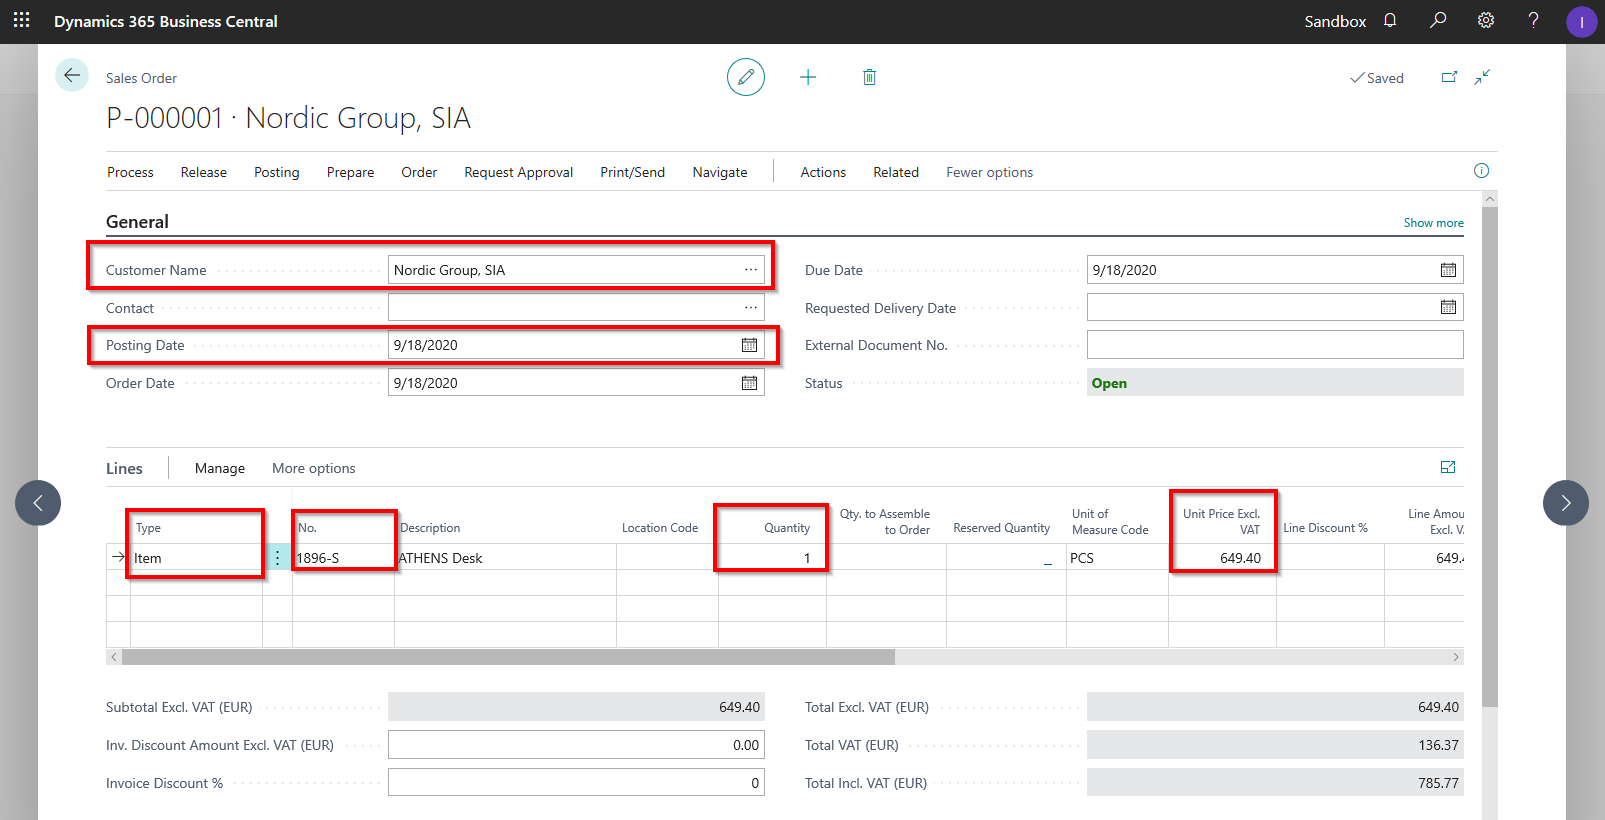 Dynamics 365 Business Central
Sandbox
?
I
Sales Order
Saved
P-000001 · Nordic Group, SIA
Process Release Posting Prepare Order Request Approval Print/Send Navigate Actions Related Fewer options
General
Show more
Customer Name Nordic Group, SIA ...
Due Date 9/18/2020
Contact ...
Requested Delivery Date
Posting Date 9/18/2020
External Document No.
Order Date 9/18/2020
Status Open
Lines Manage More options
Type No. Description Location Code Quantity Qty. to Assemble to Order Reserved Quantity Unit of Measure Code Unit Price Excl. VAT Line Discount % Line Amou Excl. V
Item 1896-S ATHENS Desk 1 _ PCS 649.40 649.4
Subtotal Excl. VAT (EUR) 649.40
Total Excl. VAT (EUR) 649.40
Inv. Discount Amount Excl. VAT (EUR) 0.00
Total VAT (EUR) 136.37
Invoice Discount % 0
Total Incl. VAT (EUR) 785.77